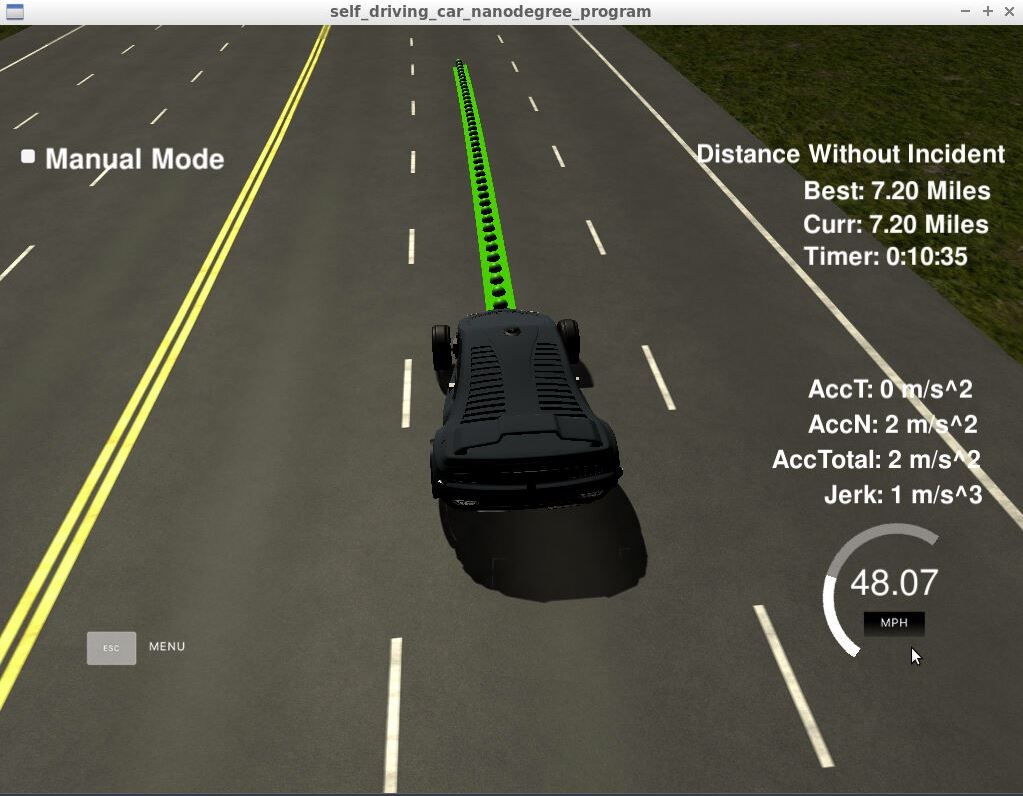 self_driving_car_nanodegree_program
Manual Mode
Distance Without Incident
Best: 7.20 Miles
Curr: 7.20 Miles
Timer: 0:10:35
AccT: 0 m/s^2
AccN: 2 m/s^2
AccTotal: 2 m/s^2
Jerk: 1 m/s^3
48.07
MPH
ESC MENU